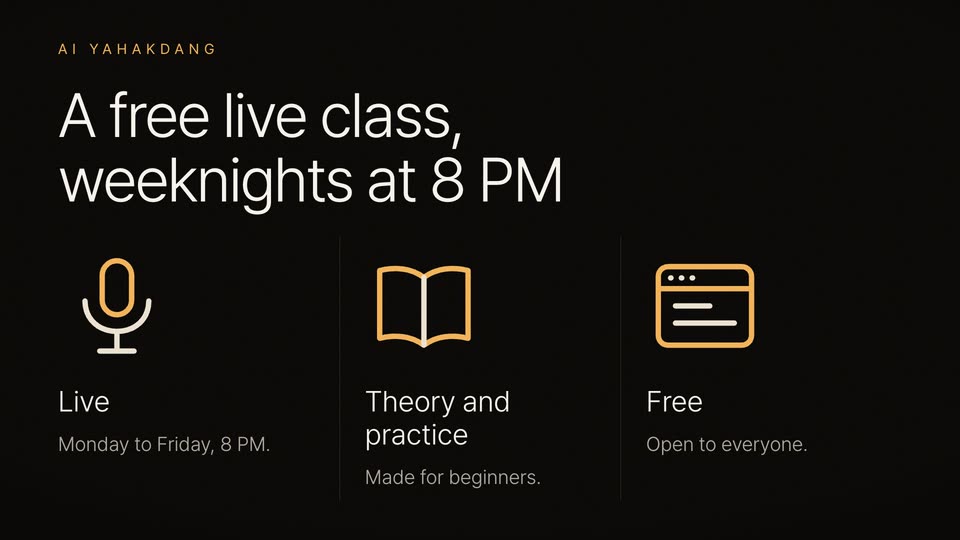 AI YAHAKDANG
A free live class,
weeknights at 8 PM
Live
Monday to Friday, 8 PM.
Theory and
practice
Made for beginners.
Free
Open to everyone.